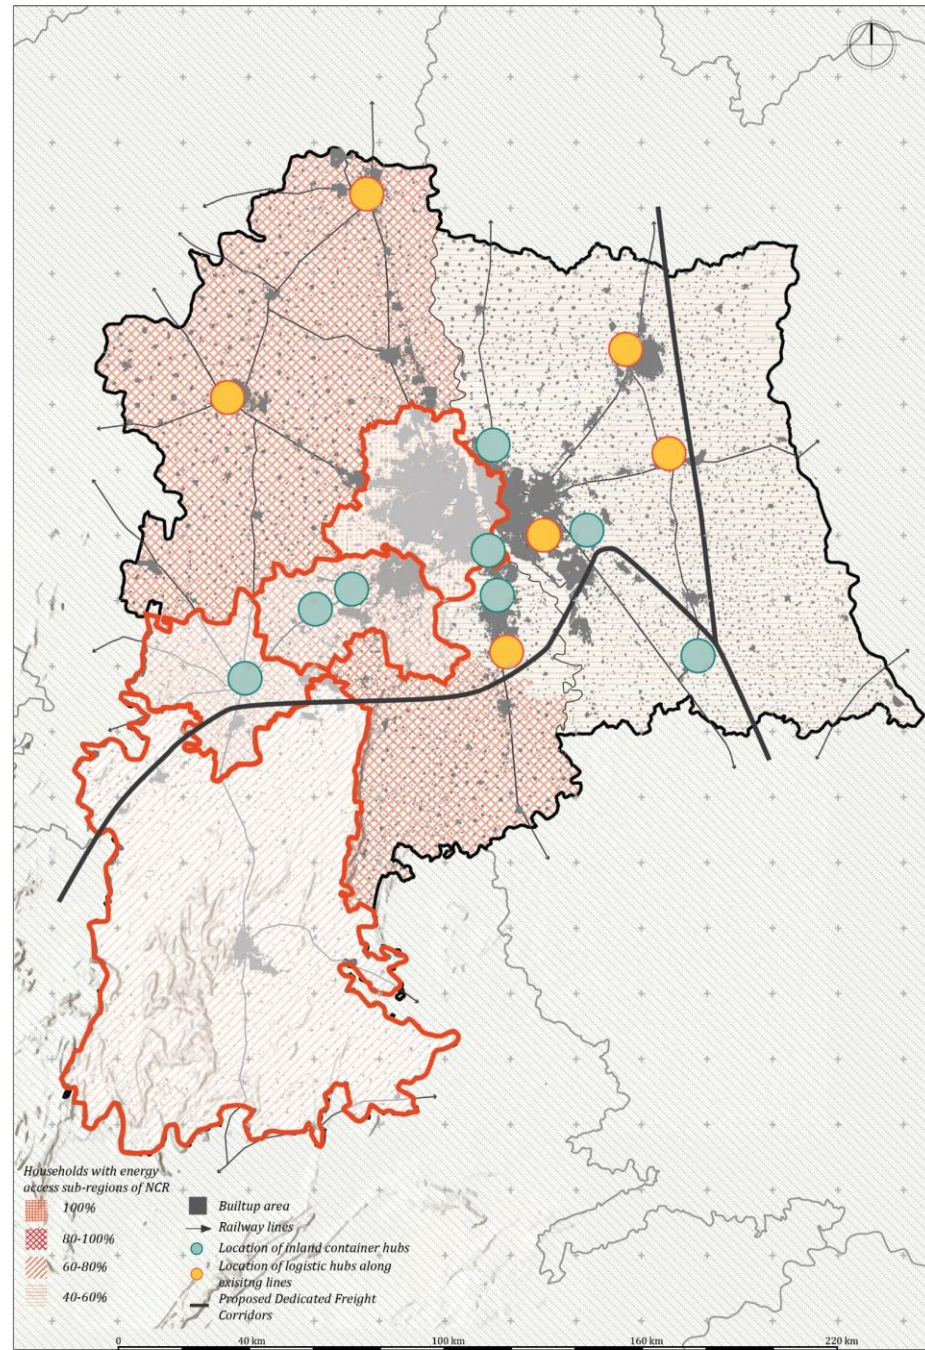 Households with energy
access sub-regions of NCR
100%
80-100%
60-80%
40-60%
Builtup area
Railway lines
Location of inland container hubs
Location of logistic hubs along
exisitng lines
Proposed Dedicated Freight
Corridors
0
40 km
100 km
160 km
220 km